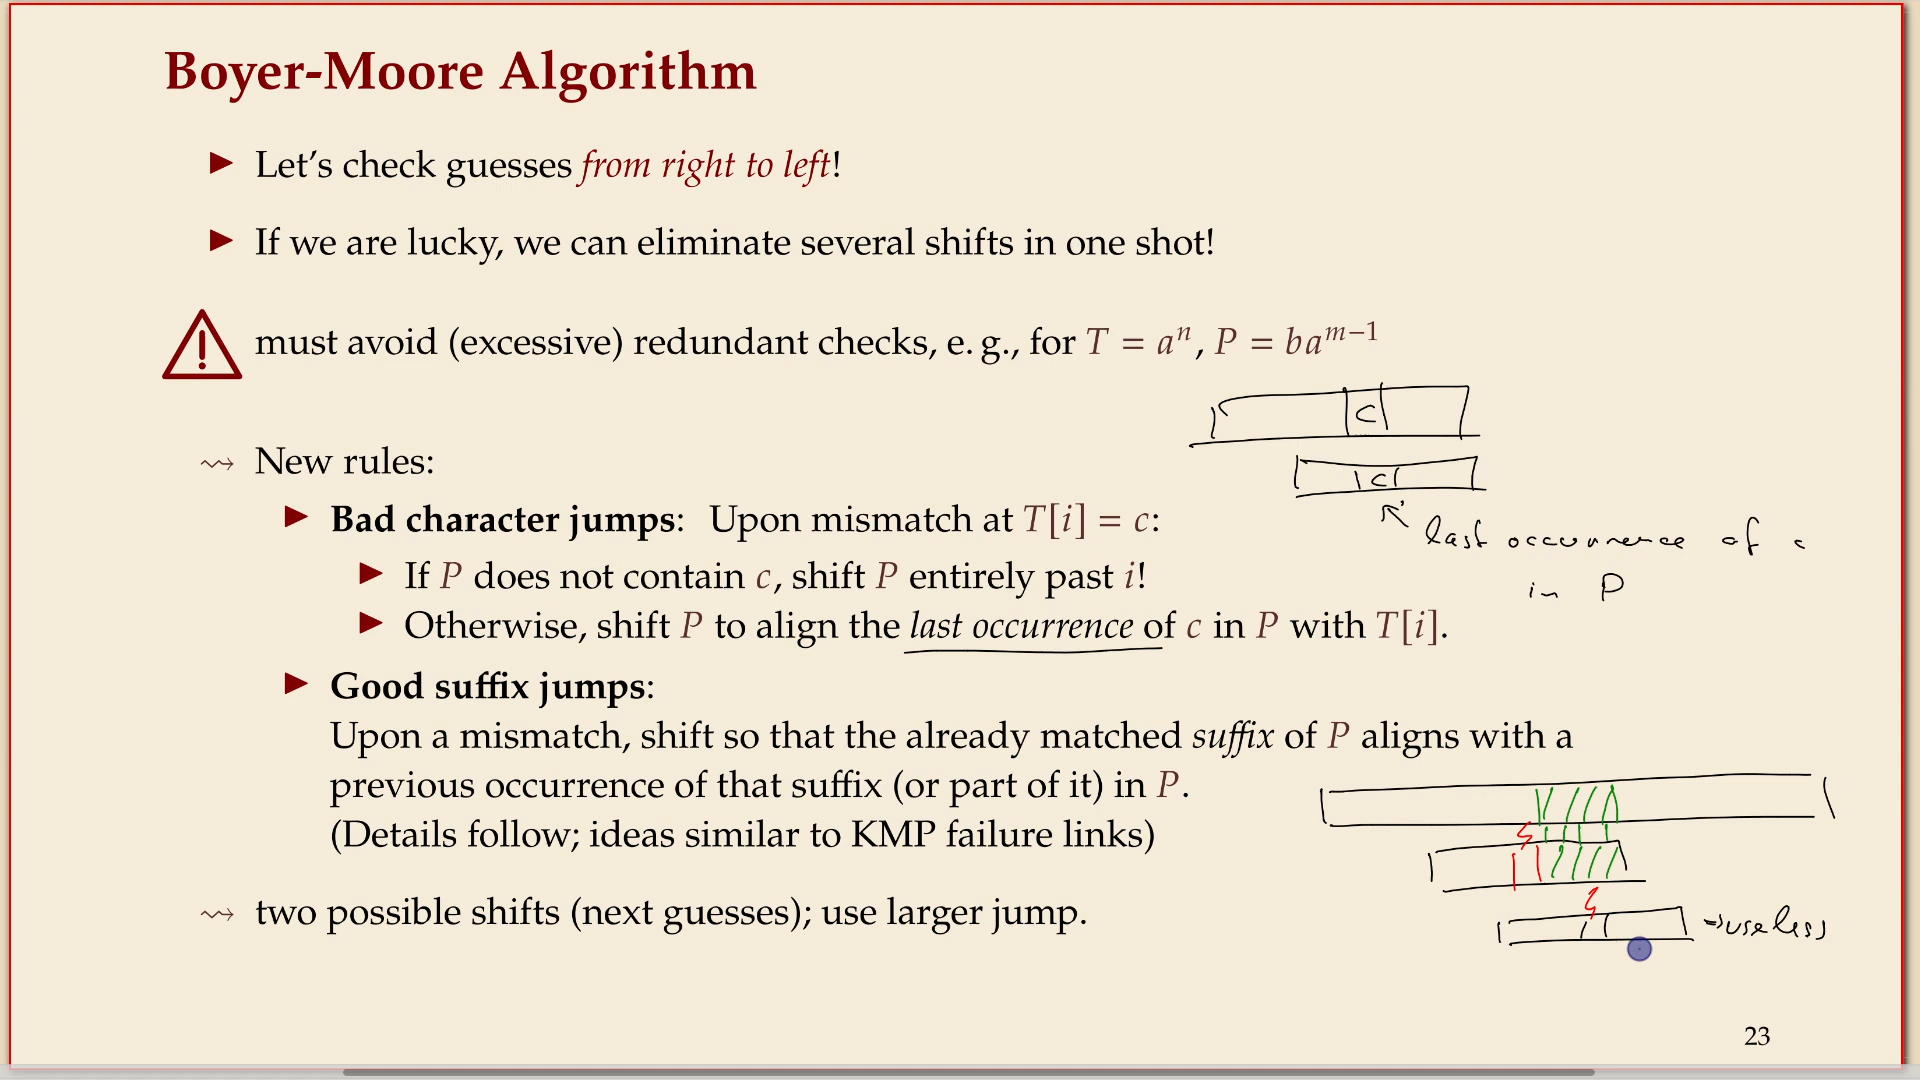 Boyer-Moore Algorithm
▶ Let's check guesses from right to left!
▶ If we are lucky, we can eliminate several shifts in one shot!
must avoid (excessive) redundant checks, e. g., for T = aⁿ, P = baᵐ⁻¹
c
⇝ New rules:
c
▶ Bad character jumps: Upon mismatch at T[i] = c:
last occurrence of c
▶ If P does not contain c, shift P entirely past i!
in P
▶ Otherwise, shift P to align the last occurrence of c in P with T[i].
▶ Good suffix jumps:
Upon a mismatch, shift so that the already matched suffix of P aligns with a
previous occurrence of that suffix (or part of it) in P.
(Details follow; ideas similar to KMP failure links)
⇝ two possible shifts (next guesses); use larger jump.
→ useless
23